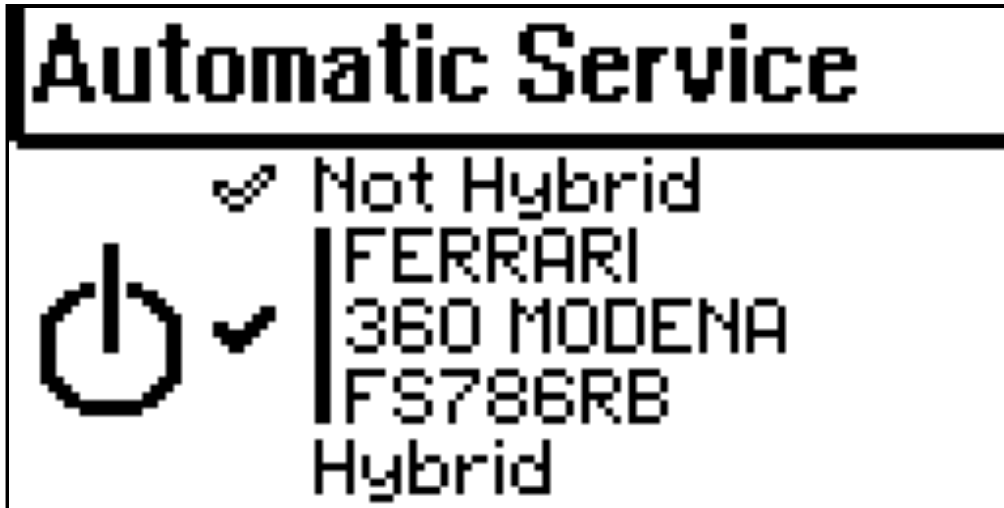 Automatic Service
Not Hybrid
FERRARI
360 MODENA
FS786RB
Hybrid